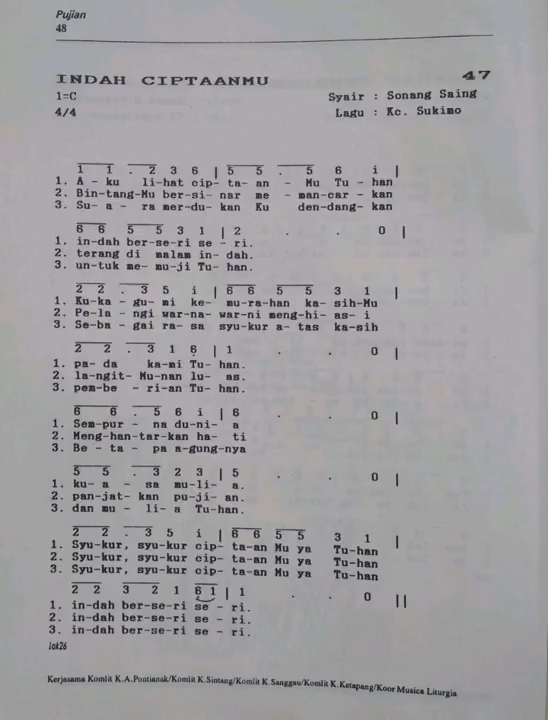 Pujian
48
INDAH CIPTAANMU 47
1=C Syair : Sonang Saing
4/4 Lagu : Kc. Sukimo
1 1 . 2 3 6 | 5 5 . 5 6 i |
1. A - ku li-hat cip- ta- an - Mu Tu - han
2. Bin-tang-Mu ber-si- nar me - man-car - kan
3. Su- a - ra mer-du- kan Ku den-dang- kan
6 6 5 5 3 1 | 2 . . 0 |
1. in-dah ber-se-ri se - ri.
2. terang di malam in- dah.
3. un-tuk me- mu-ji Tu- han.
2 2 . 3 5 i | 6 6 5 5 3 1 |
1. Ku-ka - gu- mi ke- mu-ra-han ka- sih-Mu
2. Pe-la - ngi war-na- war-ni meng-hi- as- i
3. Se-ba - gai ra- sa syu-kur a- tas ka-sih
2 2 . 3 1 6̣ | 1 . . 0 |
1. pa- da ka-mi Tu- han.
2. la-ngit- Mu-nan lu- as.
3. pem-be - ri-an Tu- han.
6 6 . 5 6 i | 6 . . 0 |
1. Sem-pur - na du-ni- a
2. Meng-han-tar-kan ha- ti
3. Be - ta - pa a-gung-nya
5 5 . 3 2 3 | 5 . . 0 |
1. ku- a - sa mu-li- a.
2. pan-jat- kan pu-ji- an.
3. dan mu - li- a Tu-han.
2 2 . 3 5 i | 6 6 5 5 3 1 |
1. Syu-kur, syu-kur cip- ta-an Mu ya Tu-han
2. Syu-kur, syu-kur cip- ta-an Mu ya Tu-han
3. Syu-kur, syu-kur cip- ta-an Mu ya Tu-han
2 2 3 2 1 6 1 | 1 . . 0 ||
1. in-dah ber-se-ri se - ri.
2. in-dah ber-se-ri se - ri.
3. in-dah ber-se-ri se - ri.
lok26
Kerjasama Komlit K.A.Pontianak/Komlit K.Sintang/Komlit K.Sanggau/Komlit K.Ketapang/Koor Musica Liturgia